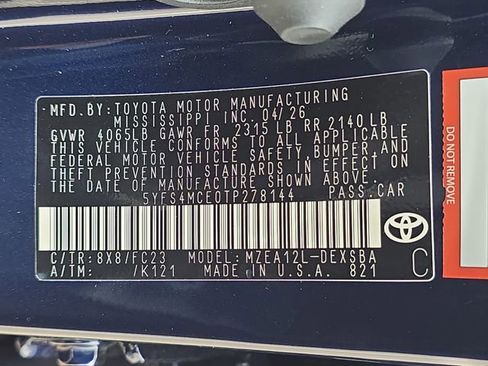 MFD. BY: TOYOTA MOTOR MANUFACTURING
MISSISSIPPI INC. 04/26
GVWR 4065LB GAWR FR 2315 LB RR 2140 LB
THIS VEHICLE CONFORMS TO ALL APPLICABLE
FEDERAL MOTOR VEHICLE SAFETY, BUMPER, AND
THEFT PREVENTION STANDARDS IN EFFECT ON
THE DATE OF MANUFACTURE SHOWN ABOVE.
5YFS4MCE0TP278144 PASS.CAR
C/TR: 8X8/FC23 MODEL: MZEA12L-DEXSBA
A/TM: /K121 MADE IN U.S.A. 821
C
DO NOT REMOVE